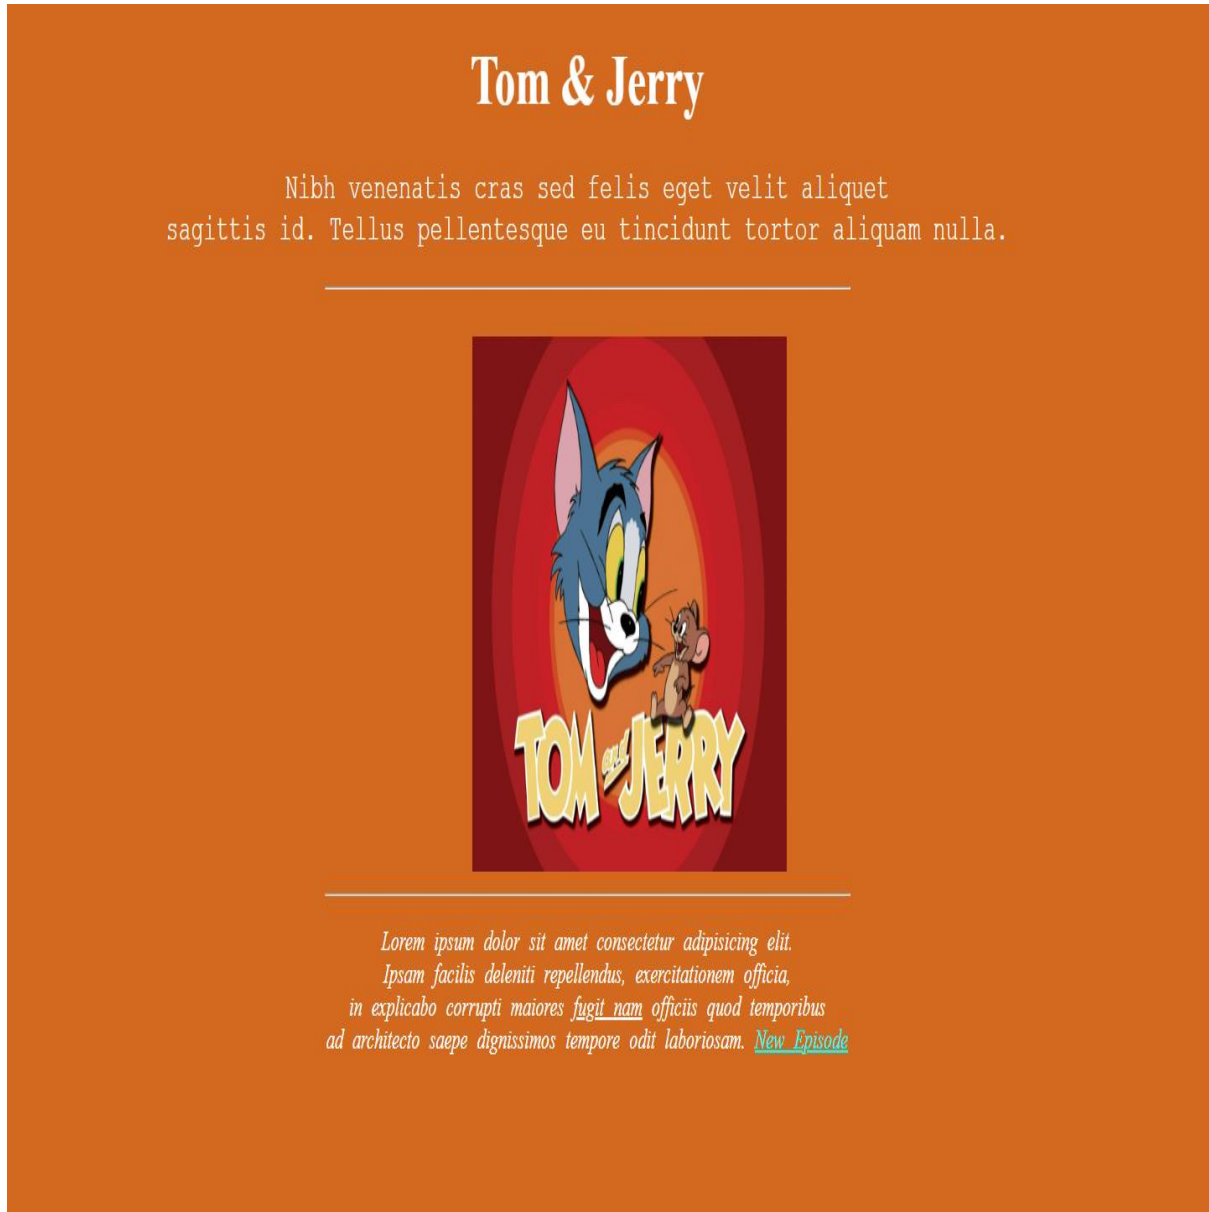 Tom & Jerry
Nibh venenatis cras sed felis eget velit aliquet
sagittis id. Tellus pellentesque eu tincidunt tortor aliquam nulla.
TOM and JERRY
Lorem ipsum dolor sit amet consectetur adipisicing elit.
Ipsam facilis deleniti repellendus, exercitationem officia,
in explicabo corrupti maiores fugit nam officiis quod temporibus
ad architecto saepe dignissimos tempore odit laboriosam. New Episode